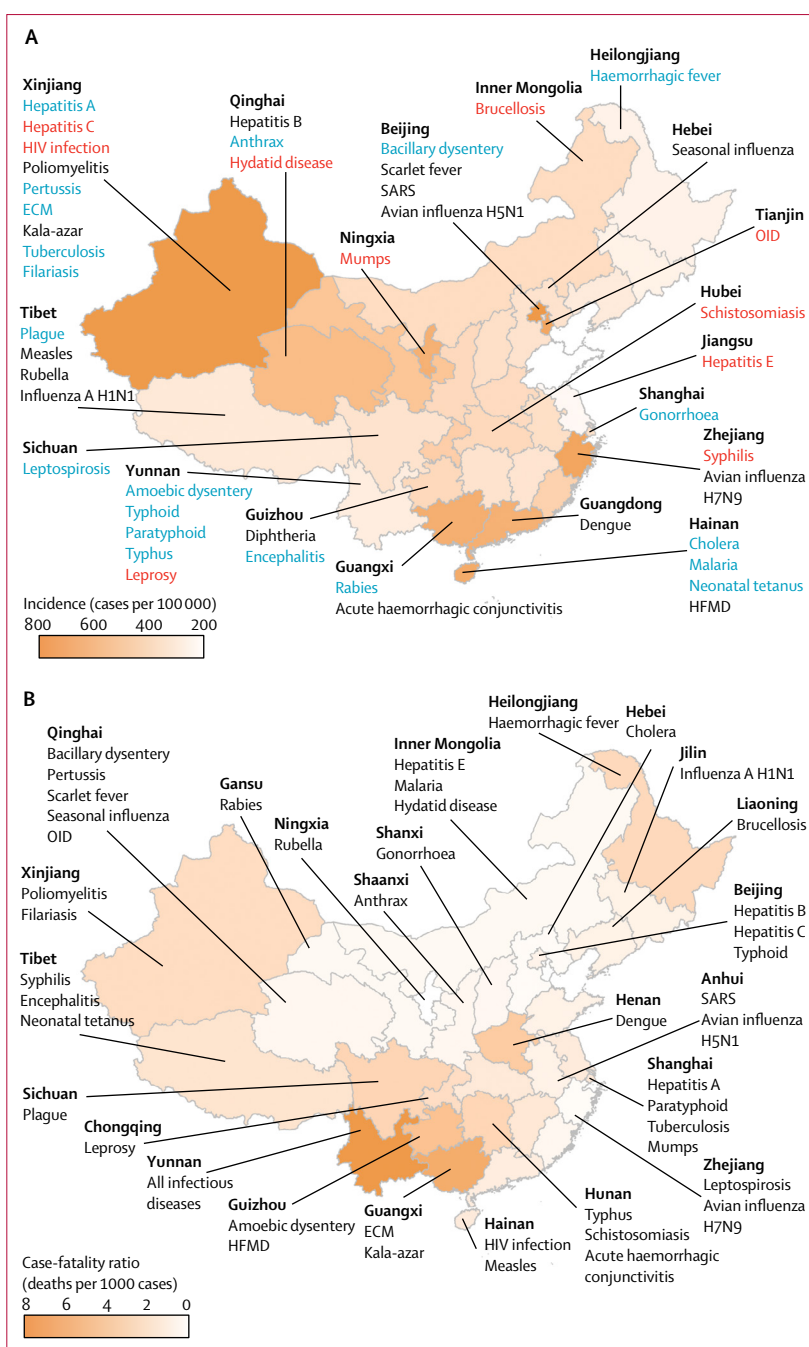 A
Xinjiang
Hepatitis A
Hepatitis C
HIV infection
Poliomyelitis
Pertussis
ECM
Kala-azar
Tuberculosis
Filariasis
Qinghai
Hepatitis B
Anthrax
Hydatid disease
Beijing
Bacillary dysentery
Scarlet fever
SARS
Avian influenza H5N1
Inner Mongolia
Brucellosis
Heilongjiang
Haemorrhagic fever
Hebei
Seasonal influenza
Ningxia
Mumps
Tianjin
OID
Hubei
Schistosomiasis
Jiangsu
Hepatitis E
Shanghai
Gonorrhoea
Zhejiang
Syphilis
Avian influenza
H7N9
Tibet
Plague
Measles
Rubella
Influenza A H1N1
Sichuan
Leptospirosis
Yunnan
Amoebic dysentery
Typhoid
Paratyphoid
Typhus
Leprosy
Guizhou
Diphtheria
Encephalitis
Guangxi
Rabies
Acute haemorrhagic conjunctivitis
Guangdong
Dengue
Hainan
Cholera
Malaria
Neonatal tetanus
HFMD
Incidence (cases per 100 000)
800 600 400 200
B
Qinghai
Bacillary dysentery
Pertussis
Scarlet fever
Seasonal influenza
OID
Gansu
Rabies
Ningxia
Rubella
Inner Mongolia
Hepatitis E
Malaria
Hydatid disease
Shanxi
Gonorrhoea
Shaanxi
Anthrax
Heilongjiang
Haemorrhagic fever
Hebei
Cholera
Jilin
Influenza A H1N1
Liaoning
Brucellosis
Beijing
Hepatitis B
Hepatitis C
Typhoid
Xinjiang
Poliomyelitis
Filariasis
Tibet
Syphilis
Encephalitis
Neonatal tetanus
Henan
Dengue
Anhui
SARS
Avian influenza
H5N1
Shanghai
Hepatitis A
Paratyphoid
Tuberculosis
Mumps
Zhejiang
Leptospirosis
Avian influenza
H7N9
Sichuan
Plague
Chongqing
Leprosy
Yunnan
All infectious
diseases
Guizhou
Amoebic dysentery
HFMD
Guangxi
ECM
Kala-azar
Hainan
HIV infection
Measles
Hunan
Typhus
Schistosomiasis
Acute haemorrhagic
conjunctivitis
Case-fatality ratio
(deaths per 1000 cases)
8 6 4 2 0